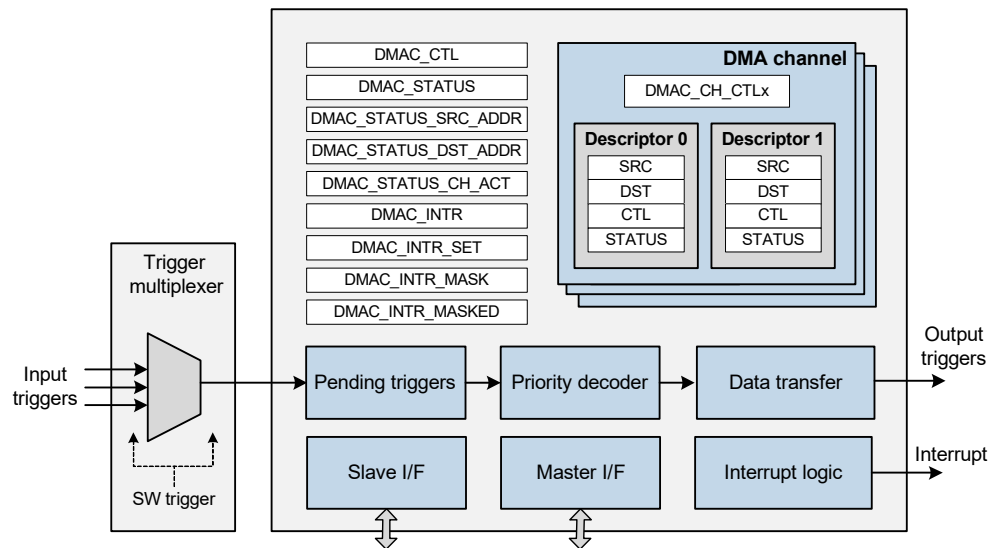 DMAC_CTL
DMAC_STATUS
DMAC_STATUS_SRC_ADDR
DMAC_STATUS_DST_ADDR
DMAC_STATUS_CH_ACT
DMAC_INTR
DMAC_INTR_SET
DMAC_INTR_MASK
DMAC_INTR_MASKED
DMA channel
DMAC_CH_CTLx
Descriptor 0
SRC
DST
CTL
STATUS
Descriptor 1
SRC
DST
CTL
STATUS
Trigger
multiplexer
Input
triggers
SW trigger
Pending triggers
Priority decoder
Data transfer
Output
triggers
Slave I/F
Master I/F
Interrupt logic
Interrupt